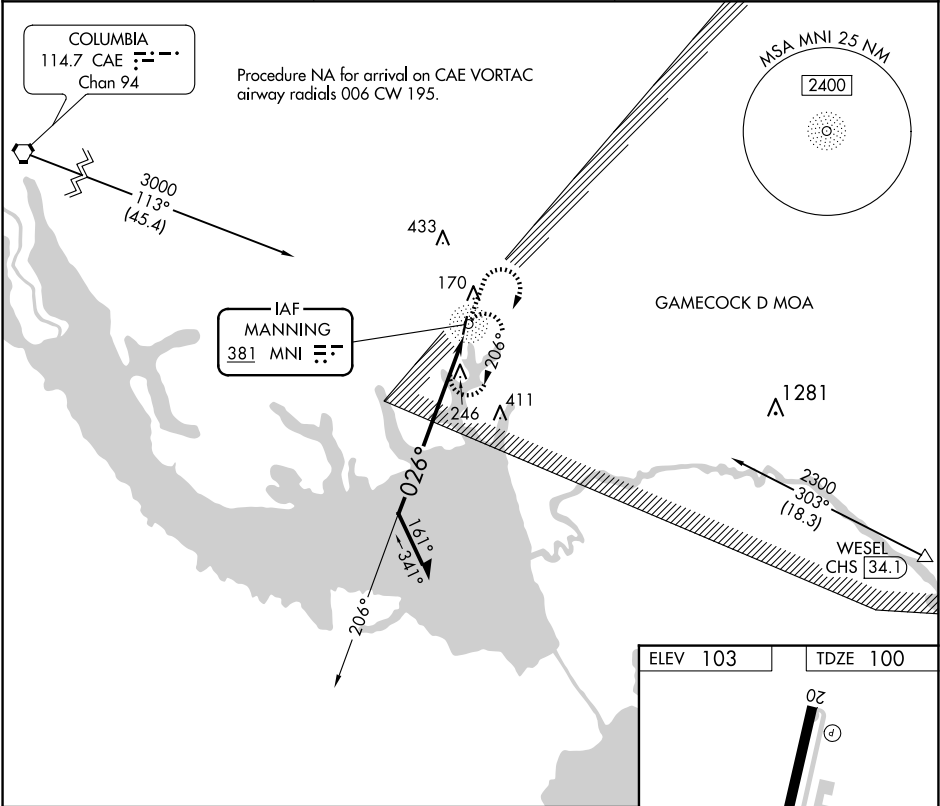 COLUMBIA
114.7 CAE
Chan 94
Procedure NA for arrival on CAE VORTAC
airway radials 006 CW 195.
MSA MNI 25 NM
2400
3000
113°
(45.4)
433
170
IAF
MANNING
381 MNI
206°
GAMECOCK D MOA
246
411
1281
026°
161°
341°
206°
2300
303°
(18.3)
WESEL
CHS 34.1
ELEV 103
TDZE 100
20
P